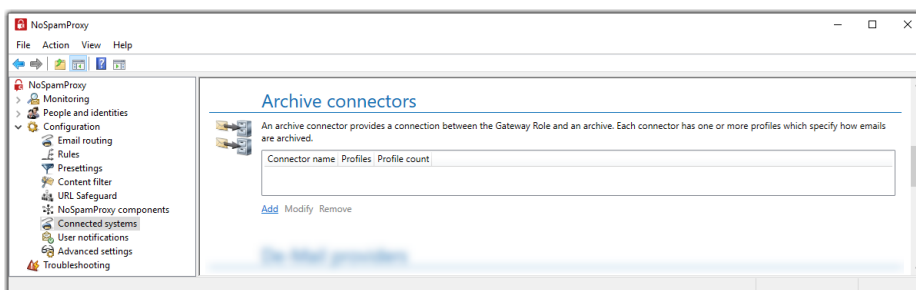 NoSpamProxy
File Action View Help
NoSpamProxy
Monitoring
People and identities
Configuration
Email routing
Rules
Presettings
Content filter
URL Safeguard
NoSpamProxy components
Connected systems
User notifications
Advanced settings
Troubleshooting
Archive connectors
An archive connector provides a connection between the Gateway Role and an archive. Each connector has one or more profiles which specify how emails
are archived.
Connector name Profiles Profile count
Add Modify Remove
De-Mail providers